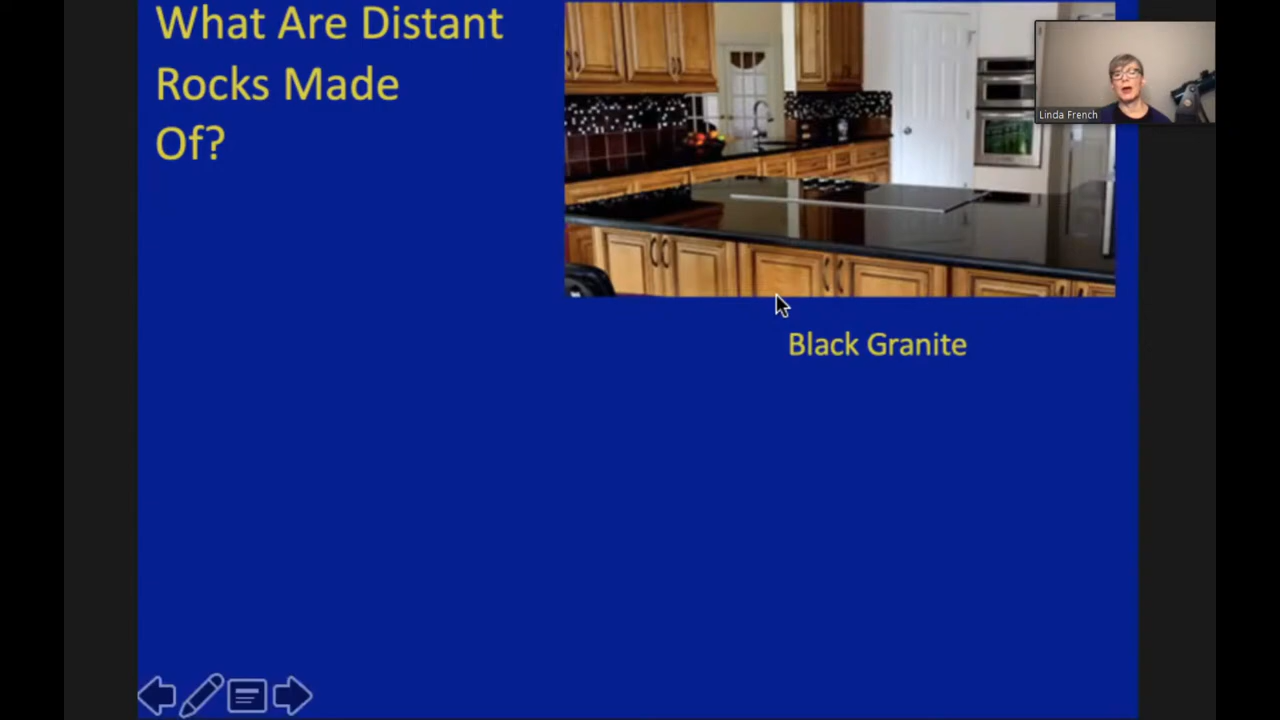 What Are Distant
Rocks Made
Of?
Linda French
Black Granite